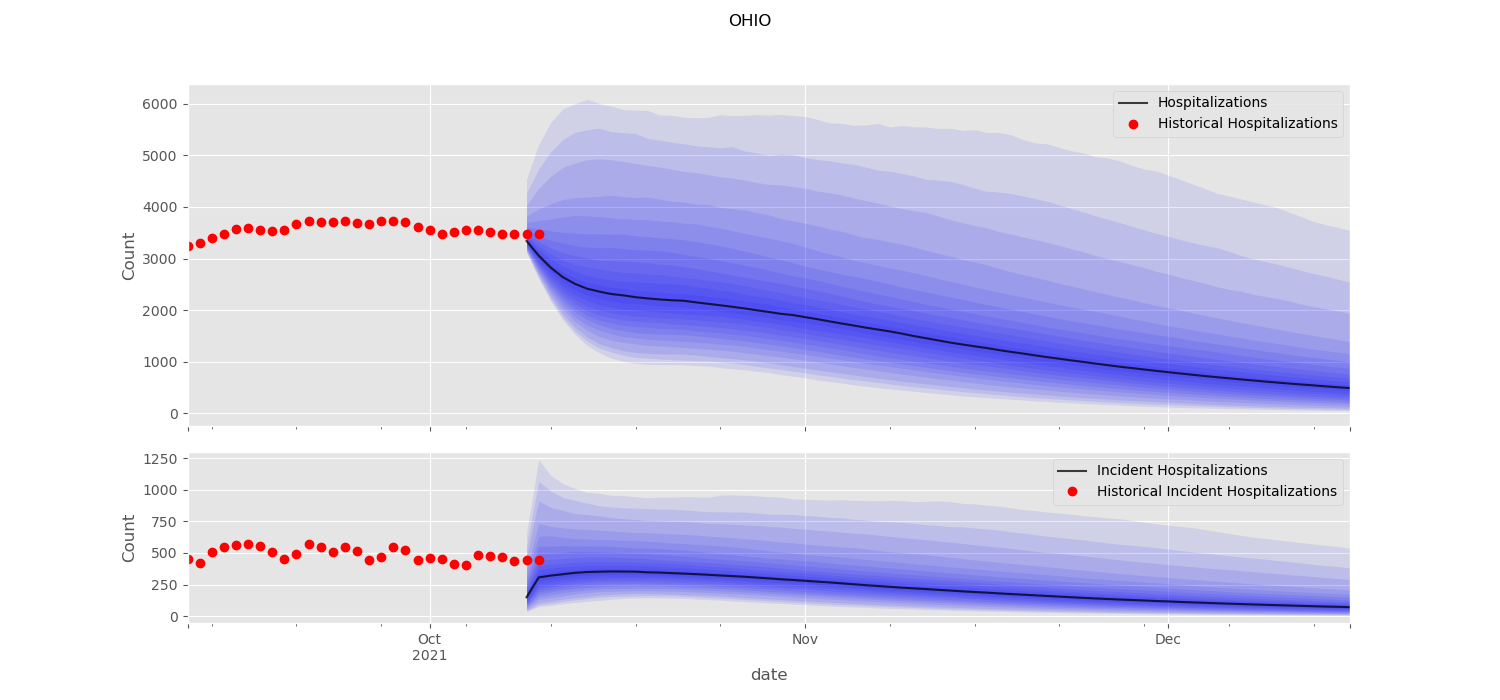 OHIO
6000
5000
4000
3000
2000
1000
0
Count
Hospitalizations
Historical Hospitalizations
1250
1000
750
500
250
0
Count
Incident Hospitalizations
Historical Incident Hospitalizations
Oct
2021
Nov
Dec
date